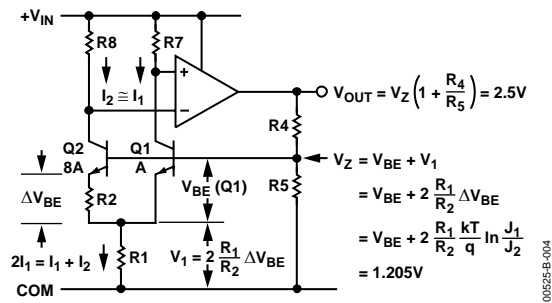 +VIN
R8
R7
I2 ≅ I1
+
–
VOUT = VZ (1 + R4/R5) = 2.5V
R4
Q2
8A
Q1
A
VZ = VBE + V1
ΔVBE
R2
VBE (Q1)
R5
= VBE + 2 R1/R2 ΔVBE
= VBE + 2 R1/R2 kT/q ln J1/J2
= 1.205V
2I1 = I1 + I2
R1
V1 = 2 R1/R2 ΔVBE
COM
00525-B-004